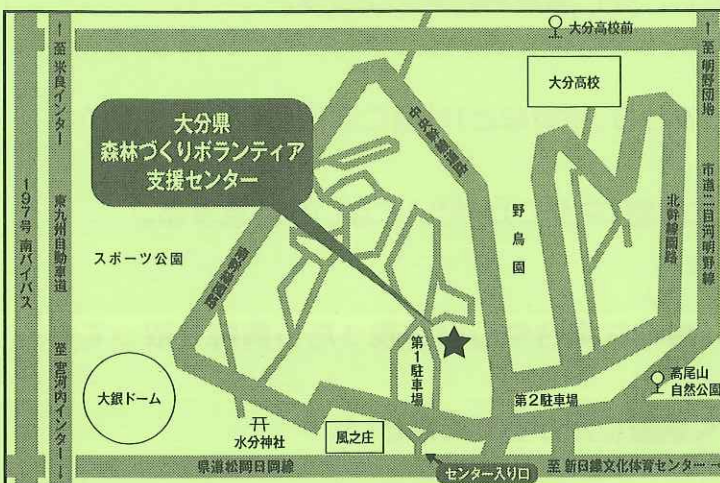 大分高校前
大分高校
↑至 米良インター
東九州自動車道
至 宮河内インター→
197号 南バイパス
大分県
森林づくりボランティア
支援センター
中央幹線道路
↑至 明野団地
市道二目川明野線
北幹線園路
野鳥園
スポーツ公園
第1駐車場
第2駐車場
高尾山
自然公園
大銀ドーム
水分神社
風之庄
県道松岡日岡線
センター入り口
至 新日鐵文化体育センター→